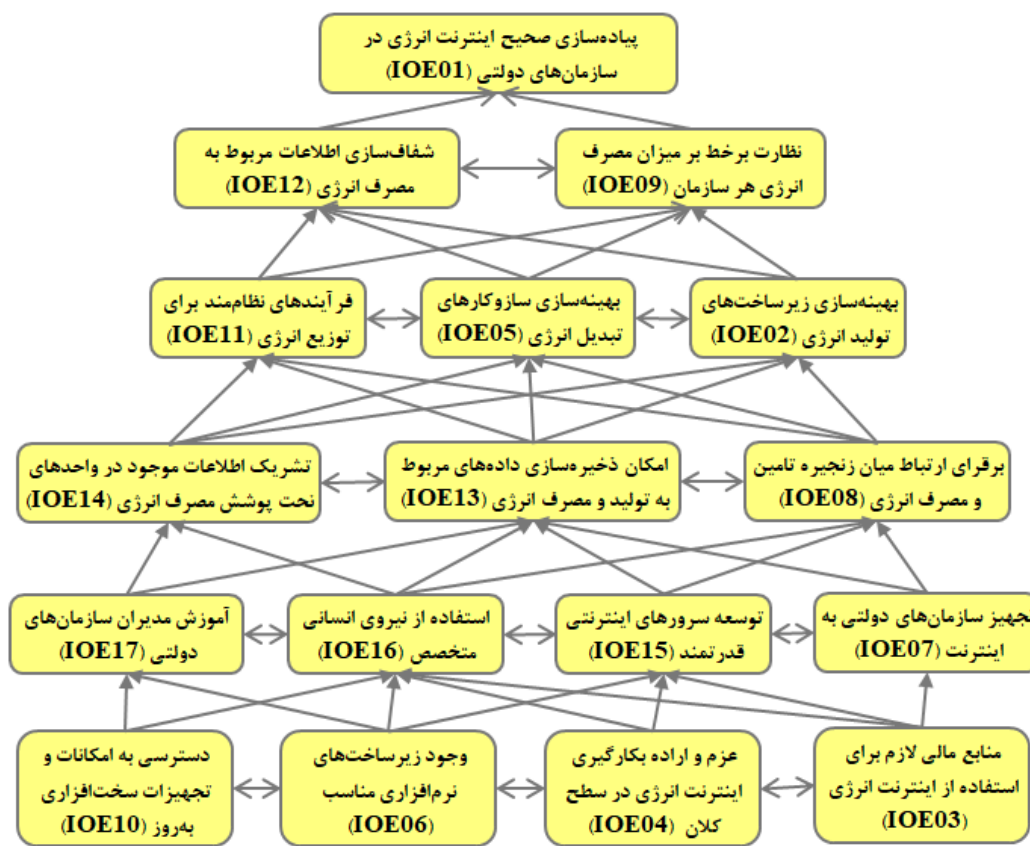 پیاده‌سازی صحیح اینترنت انرژی در
سازمان‌های دولتی (IOE01)
نظارت برخط بر میزان مصرف
انرژی هر سازمان (IOE09)
شفاف‌سازی اطلاعات مربوط به
مصرف انرژی (IOE12)
بهینه‌سازی زیرساخت‌های
تولید انرژی (IOE02)
بهینه‌سازی سازوکارهای
تبدیل انرژی (IOE05)
فرآیندهای نظام‌مند برای
توزیع انرژی (IOE11)
برقرای ارتباط میان زنجیره تامین
و مصرف انرژی (IOE08)
امکان ذخیره‌سازی داده‌های مربوط
به تولید و مصرف انرژی (IOE13)
تشریک اطلاعات موجود در واحدهای
نحت پوشش مصرف انرژی (IOE14)
تجهیز سازمان‌های دولتی به
اینترنت (IOE07)
توسعه سرورهای اینترنتی
قدرتمند (IOE15)
استفاده از نیروی انسانی
متخصص (IOE16)
آموزش مدیران سازمان‌های
دولتی (IOE17)
منابع مالی لازم برای
استفاده از اینترنت انرژی
(IOE03)
عزم و اراده بکارگیری
اینترنت انرژی در سطح
کلان (IOE04)
وجود زیرساخت‌های
نرم‌افزاری مناسب
(IOE06)
دسترسی به امکانات و
تجهیزات سخت‌افزاری
به‌روز (IOE10)